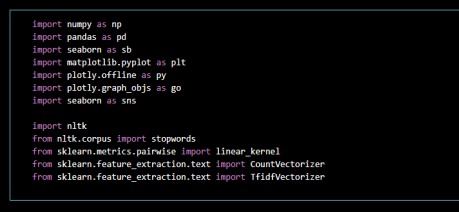 import numpy as np
import pandas as pd
import seaborn as sb
import matplotlib.pyplot as plt
import plotly.offline as py
import plotly.graph_objs as go
import seaborn as sns

import nltk
from nltk.corpus import stopwords
from sklearn.metrics.pairwise import linear_kernel
from sklearn.feature_extraction.text import CountVectorizer
from sklearn.feature_extraction.text import TfidfVectorizer